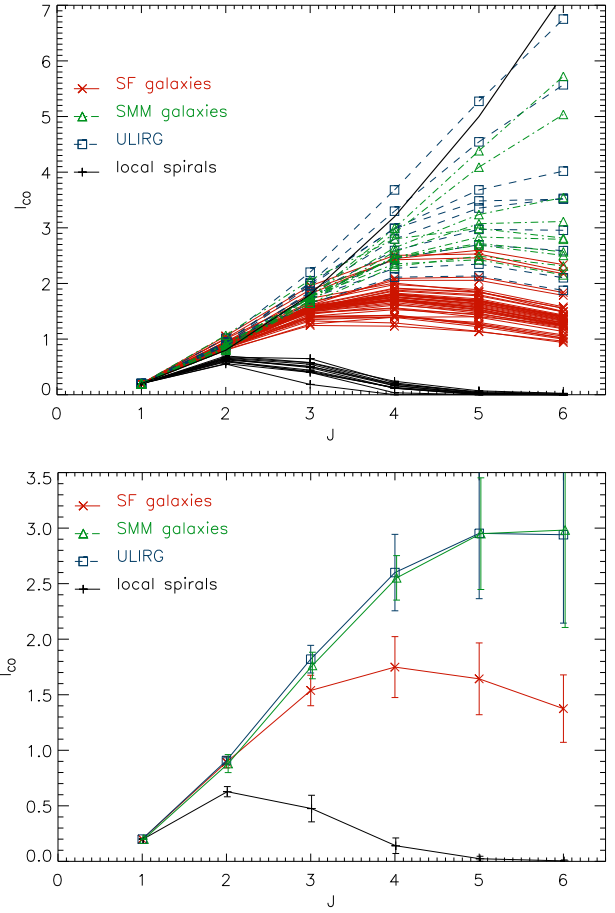 7
6
5
4
3
2
1
0
I_CO
SF galaxies
SMM galaxies
ULIRG
local spirals
0 1 2 3 4 5 6
J
3.5
3.0
2.5
2.0
1.5
1.0
0.5
0.0
I_CO
SF galaxies
SMM galaxies
ULIRG
local spirals
0 1 2 3 4 5 6
J